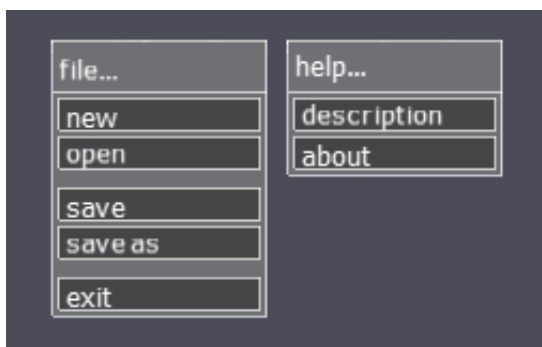 file...
new
open
save
save as
exit
help...
description
about